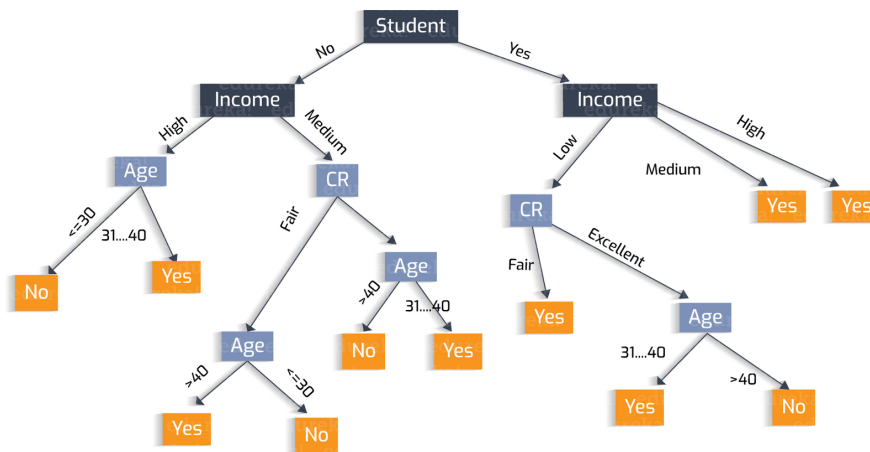 Student
No
Yes
Income
Income
High
Medium
Low
Medium
High
Age
CR
CR
Yes
Yes
<=30
31....40
Fair
Fair
Excellent
No
Yes
Age
>40
31....40
Yes
Age
Age
No
Yes
31....40
>40
>40
<=30
Yes
No
Yes
No